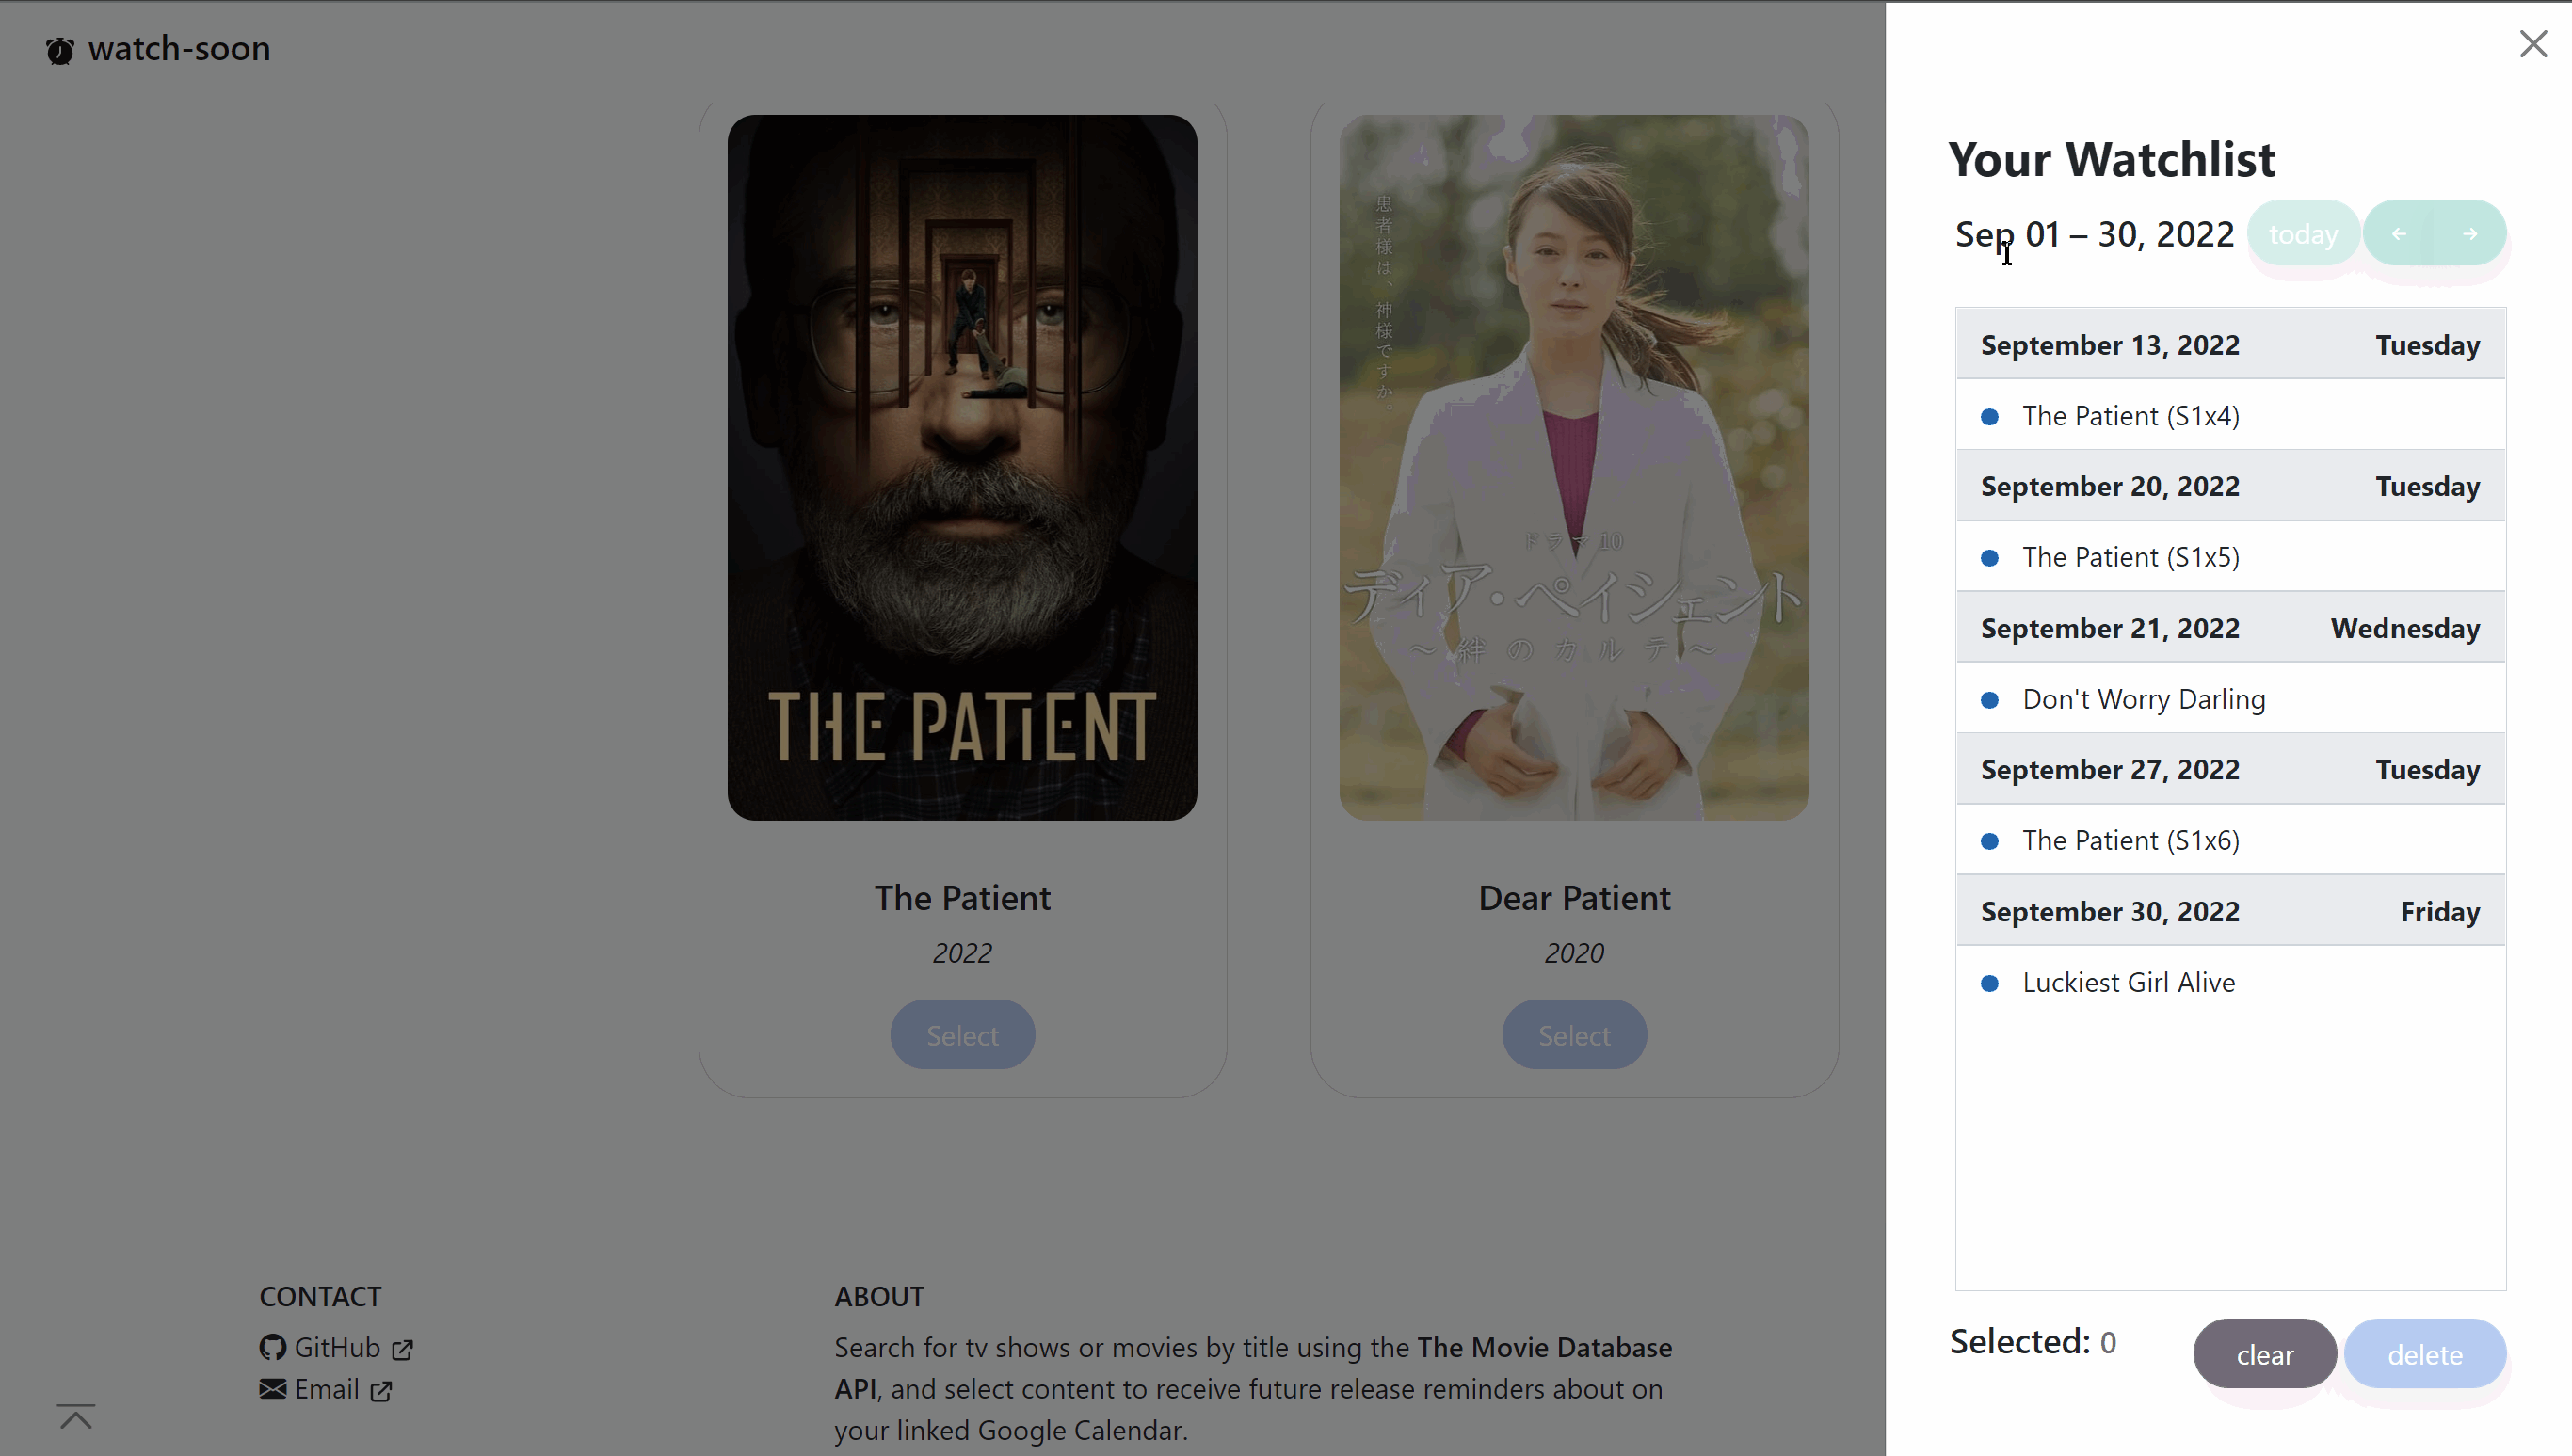 watch-soon
患者様は、神様ですか。
ドラマ10
ディア・ペイシェント
～絆のカルテ～
THE PATIENT
The Patient
2022
Select
Dear Patient
2020
Select
CONTACT
GitHub
Email
ABOUT
Search for tv shows or movies by title using the The Movie Database
API, and select content to receive future release reminders about on
your linked Google Calendar.
Your Watchlist
Sep 01 – 30, 2022 today ← →
September 13, 2022 Tuesday
The Patient (S1x4)
September 20, 2022 Tuesday
The Patient (S1x5)
September 21, 2022 Wednesday
Don't Worry Darling
September 27, 2022 Tuesday
The Patient (S1x6)
September 30, 2022 Friday
Luckiest Girl Alive
Selected: 0 clear delete